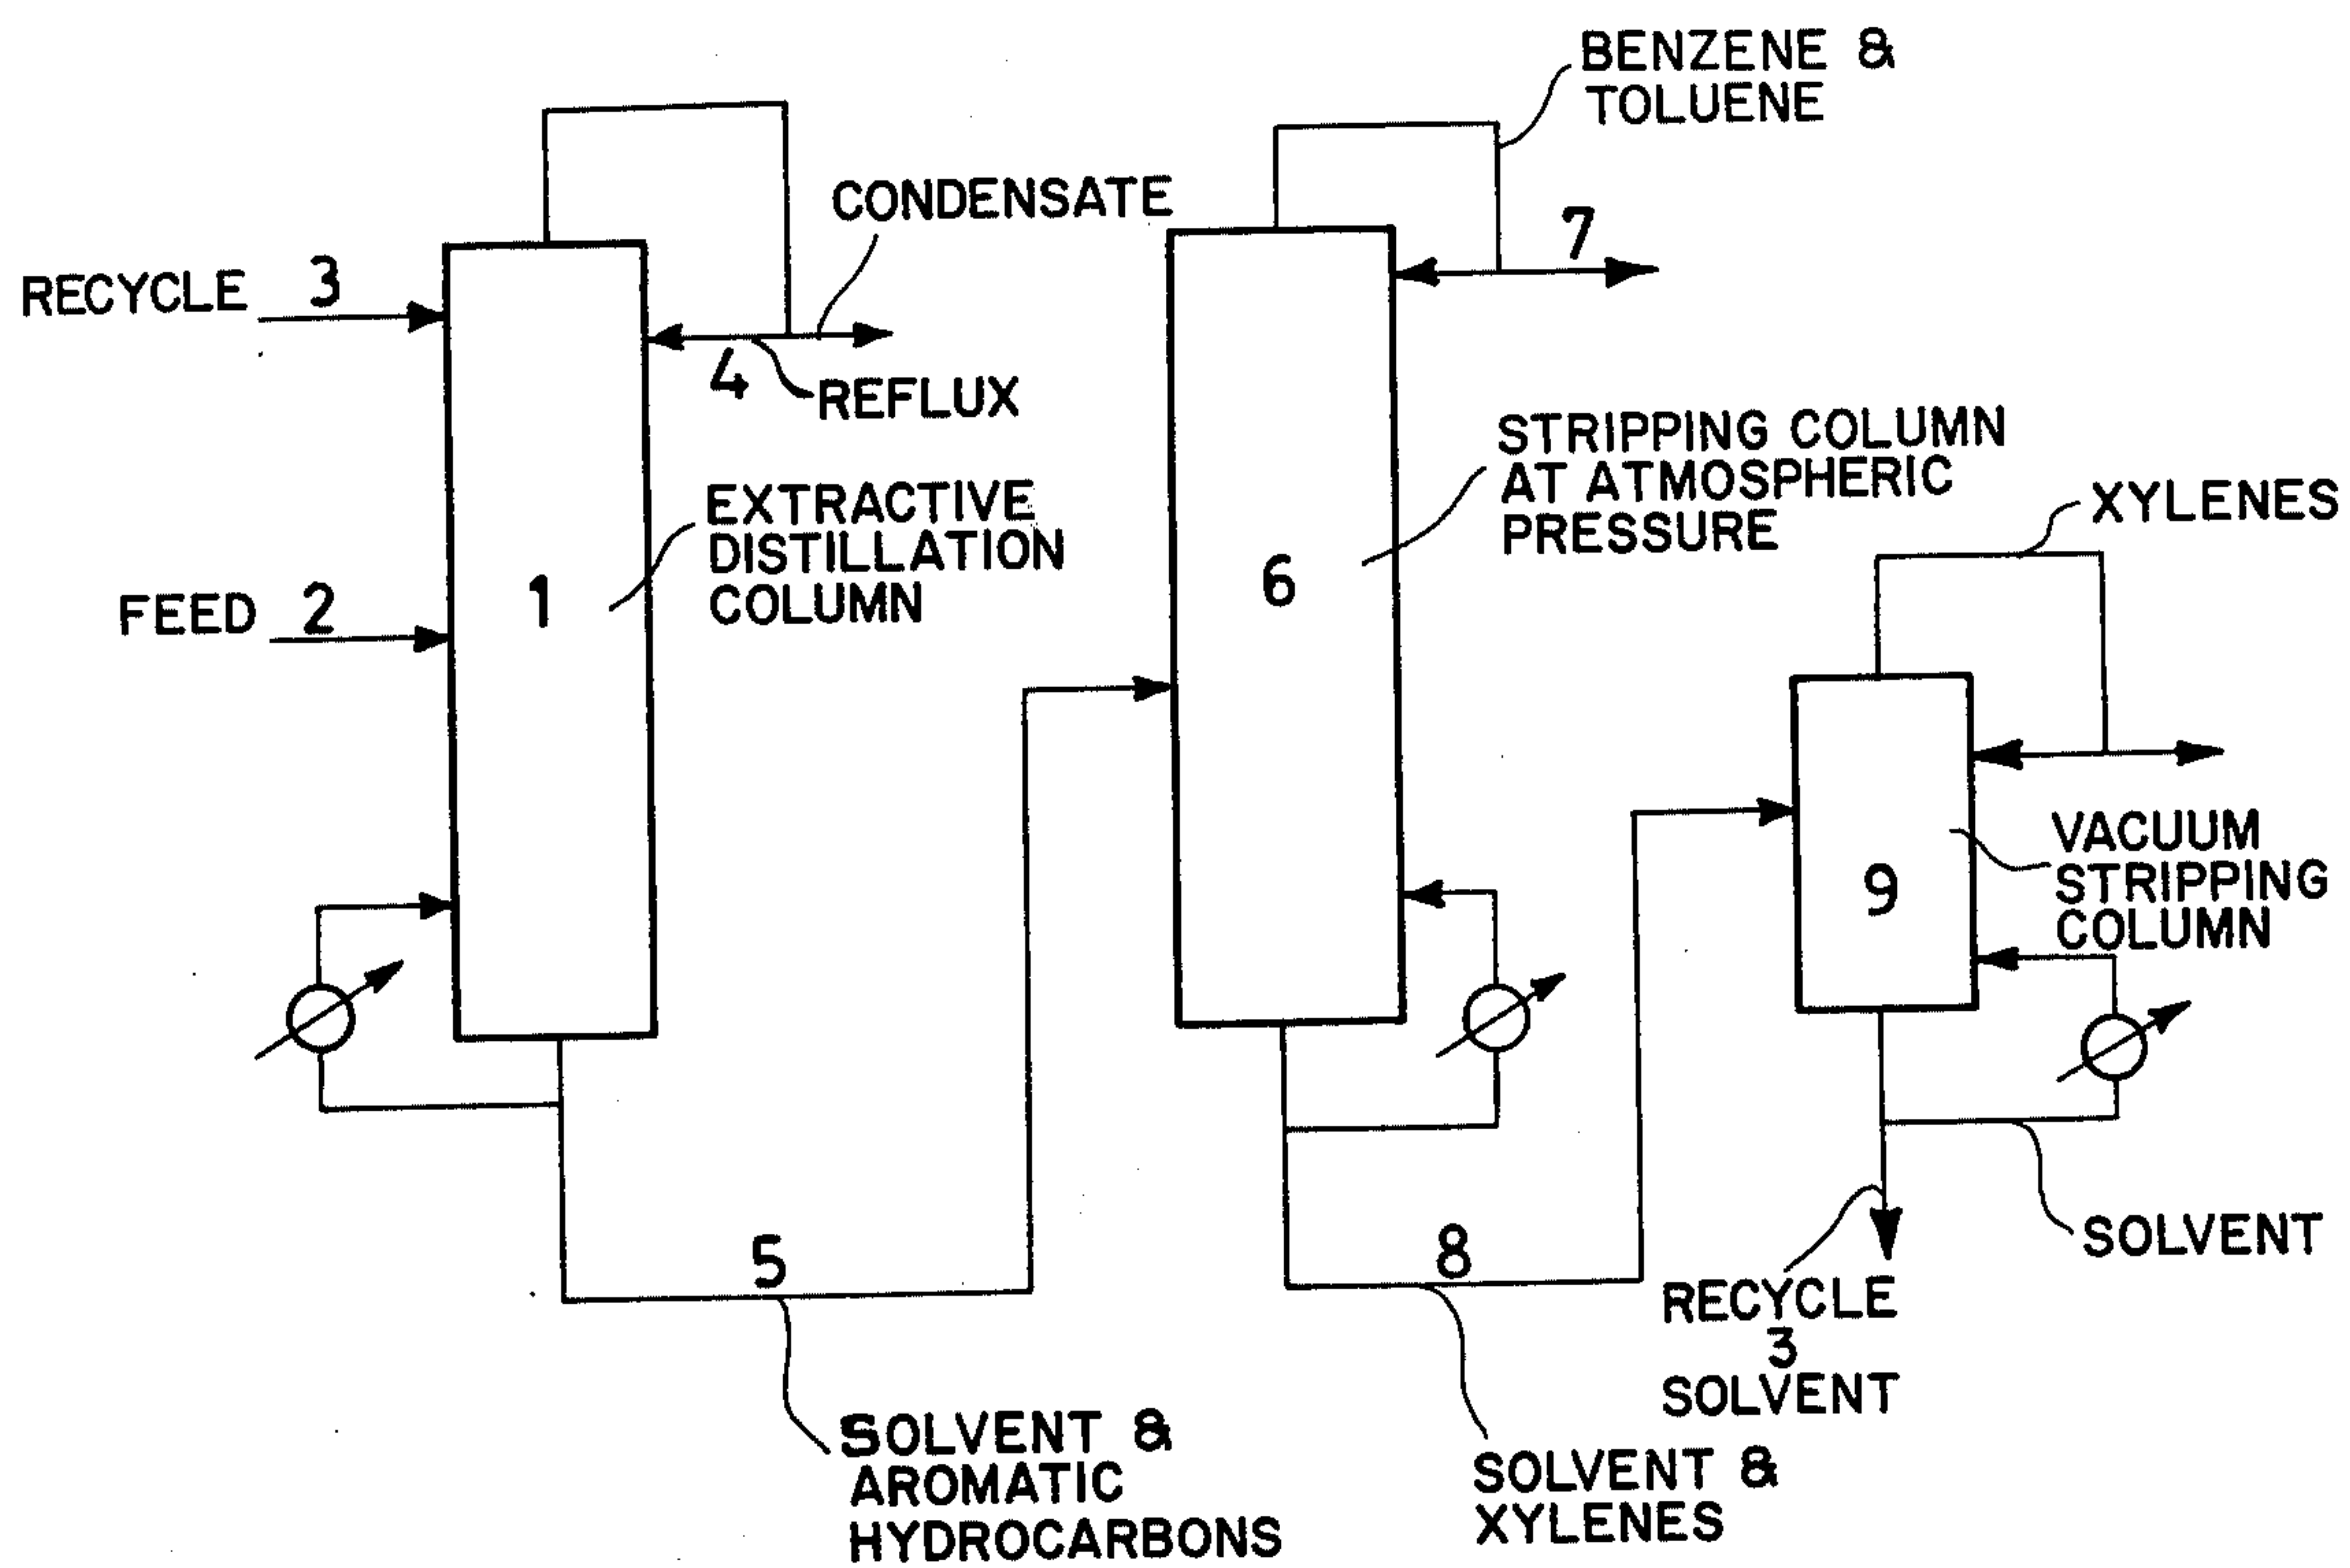 BENZENE &
TOLUENE
CONDENSATE
7
RECYCLE 3
4
REFLUX
STRIPPING COLUMN
AT ATMOSPHERIC
PRESSURE
EXTRACTIVE
DISTILLATION
COLUMN
XYLENES
1
6
FEED 2
VACUUM
STRIPPING
COLUMN
9
5
8
SOLVENT
RECYCLE
3
SOLVENT
SOLVENT &
AROMATIC
HYDROCARBONS
SOLVENT &
XYLENES